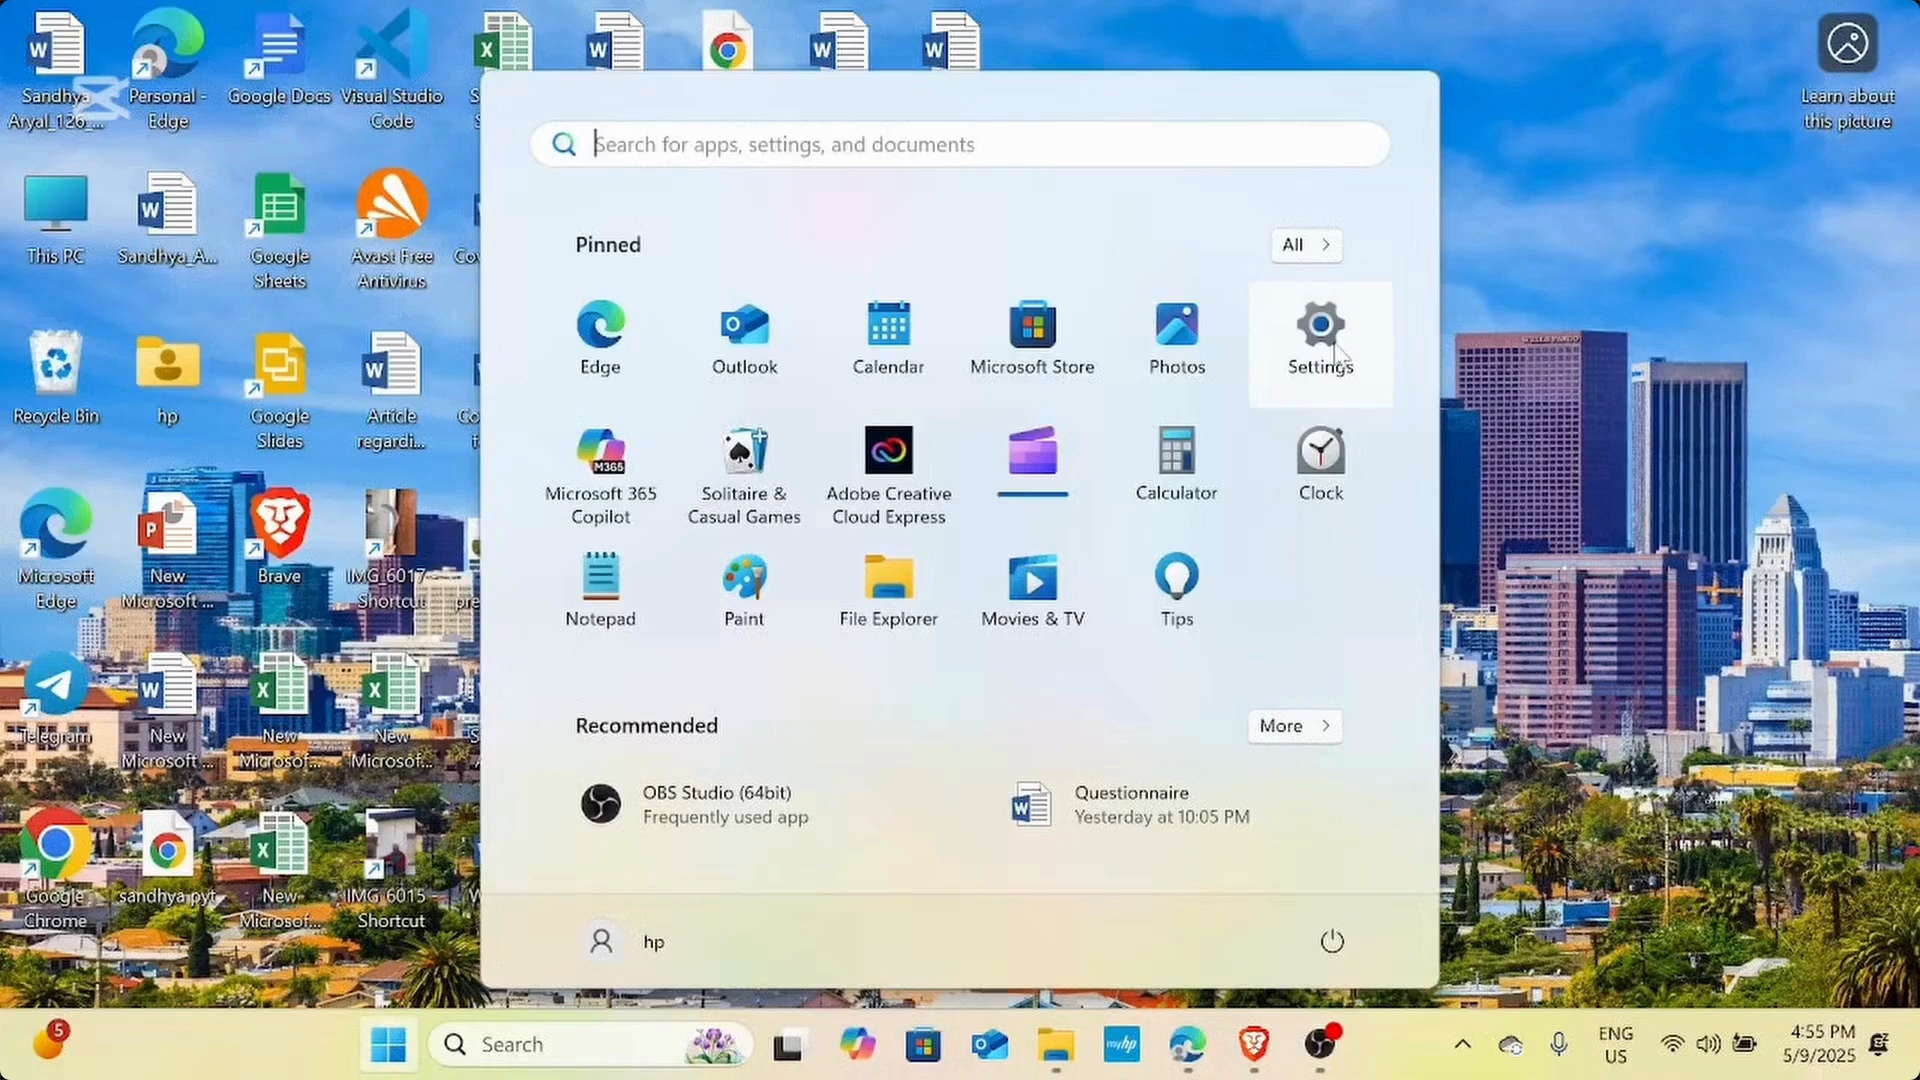 Sandhya
Aryal_126_...
Personal -
Edge
Google Docs
Visual Studio
Code
Learn about
this picture
Search for apps, settings, and documents
This PC
Sandhya_A...
Google
Sheets
Avast Free
Antivirus
Pinned
All
Edge
Outlook
Calendar
Microsoft Store
Photos
Settings
Recycle Bin
hp
Google
Slides
Article
regardi...
WELLS FARGO
M365
Microsoft 365
Copilot
Solitaire &
Casual Games
Adobe Creative
Cloud Express
Calculator
Clock
Microsoft
Edge
New
Microsoft ...
Brave
IMG_6017
Shortcut
Notepad
Paint
File Explorer
Movies & TV
Tips
Telegram
New
Microsoft ...
New
Microsof...
New
Microsof...
Recommended
More
OBS Studio (64bit)
Frequently used app
Questionnaire
Yesterday at 10:05 PM
Google
Chrome
sandhya pyt...
New
Microsof...
IMG_6015
Shortcut
hp
5
Search
myhp
ENG
US
4:55 PM
5/9/2025